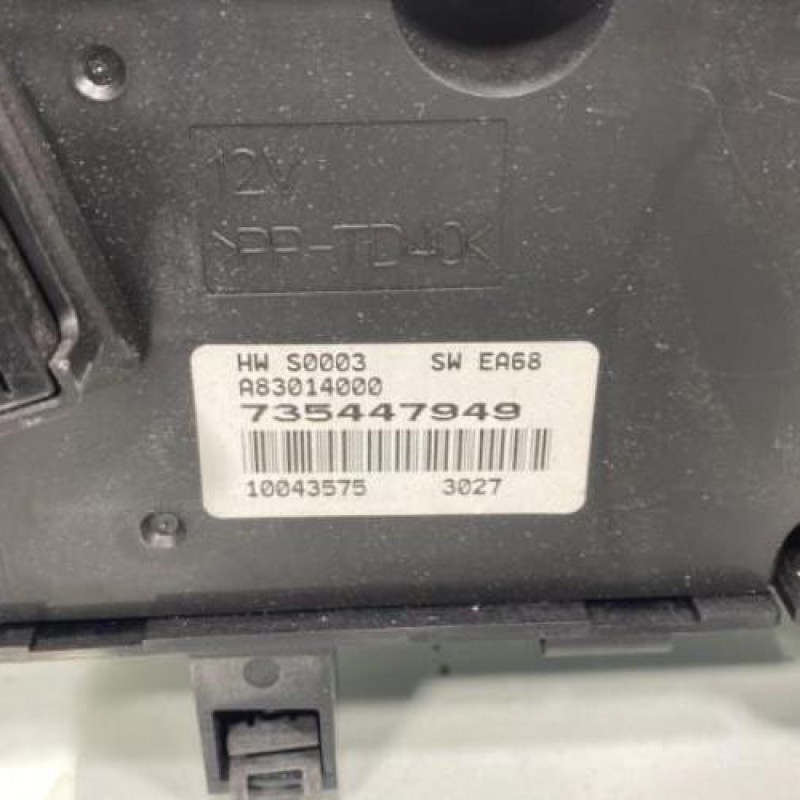 12V
>PP-TD40<
HW S0003 SW EA68
A83014000
735447949
10043575 3027